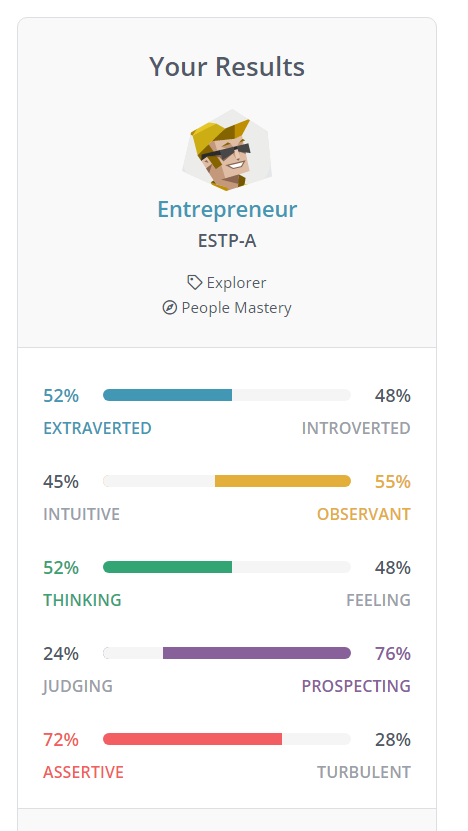 Your Results
Entrepreneur
ESTP-A
Explorer
People Mastery
52% 48%
EXTRAVERTED INTROVERTED
45% 55%
INTUITIVE OBSERVANT
52% 48%
THINKING FEELING
24% 76%
JUDGING PROSPECTING
72% 28%
ASSERTIVE TURBULENT